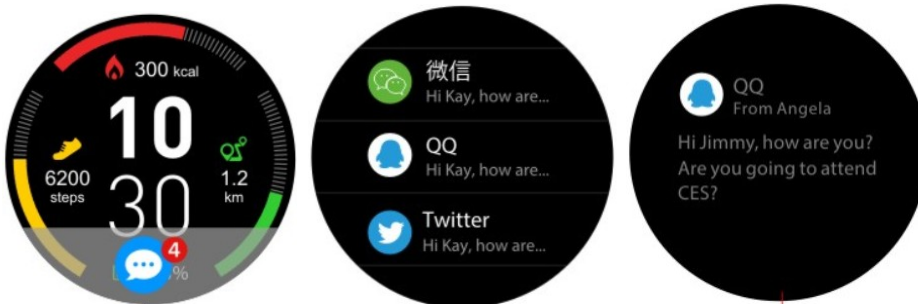 300 kcal
10
6200
steps
1.2
km
30
4
%
微信
Hi Kay, how are...
QQ
Hi Kay, how are...
Twitter
Hi Kay, how are...
QQ
From Angela
Hi Jimmy, how are you?
Are you going to attend
CES?